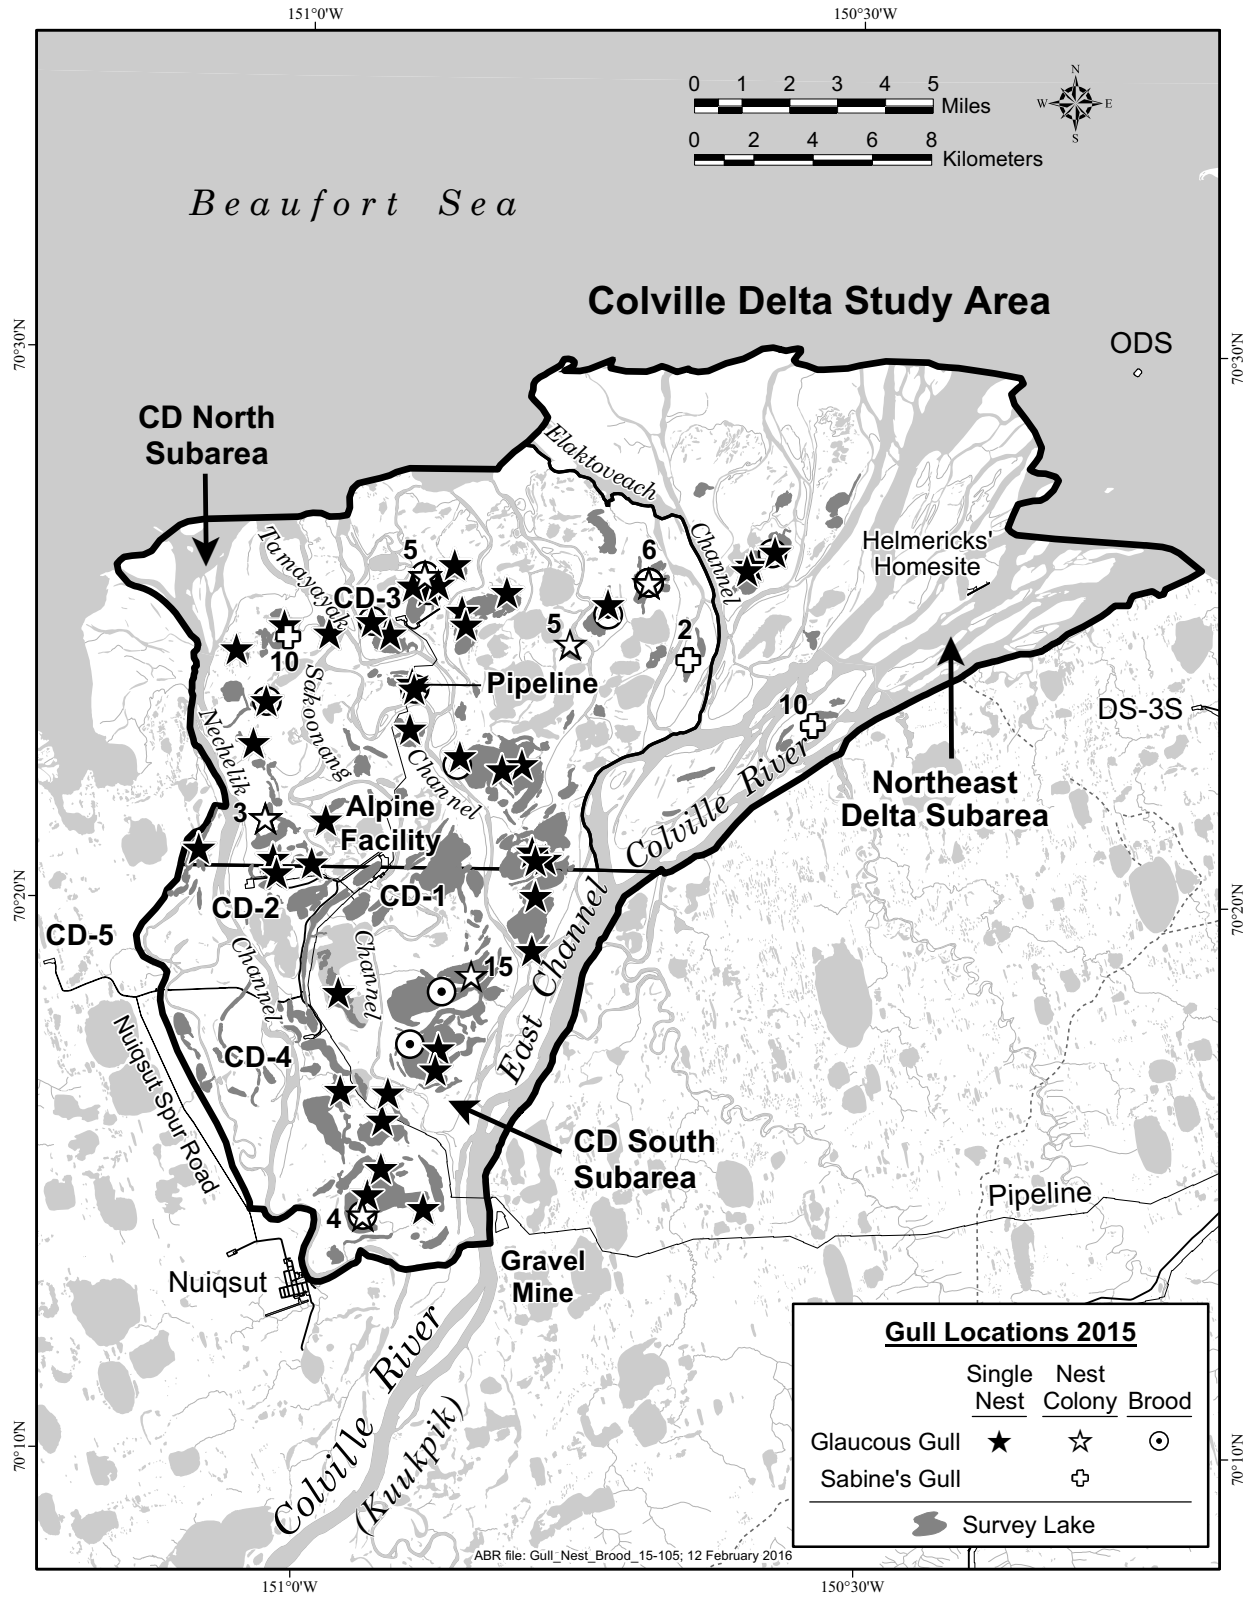 151°0'W
150°30'W
0 1 2 3 4 5
Miles
0 2 4 6 8
Kilometers
N
W E
S
Beaufort Sea
Colville Delta Study Area
70°30'N
70°30'N
ODS
CD North
Subarea
Elaktoveach
Channel
Tamayayak
5
6
Helmericks'
Homesite
CD-3
5
2
10
Sakoonang
Pipeline
10
DS-3S
Nechelik
Channel
Northeast
Delta Subarea
3
Alpine
Facility
Colville River
CD-1
CD-2
70°20'N
70°20'N
CD-5
Channel
Channel
15
East Channel
CD-4
Nuiqsut Spur Road
CD South
Subarea
Pipeline
4
Nuiqsut
Gravel
Mine
Colville River
(Kuukpik)
70°10'N
70°10'N
Gull Locations 2015
Single
Nest
Nest
Colony
Brood
Glaucous Gull
Sabine's Gull
Survey Lake
ABR file: Gull_Nest_Brood_15-105; 12 February 2016
151°0'W
150°30'W